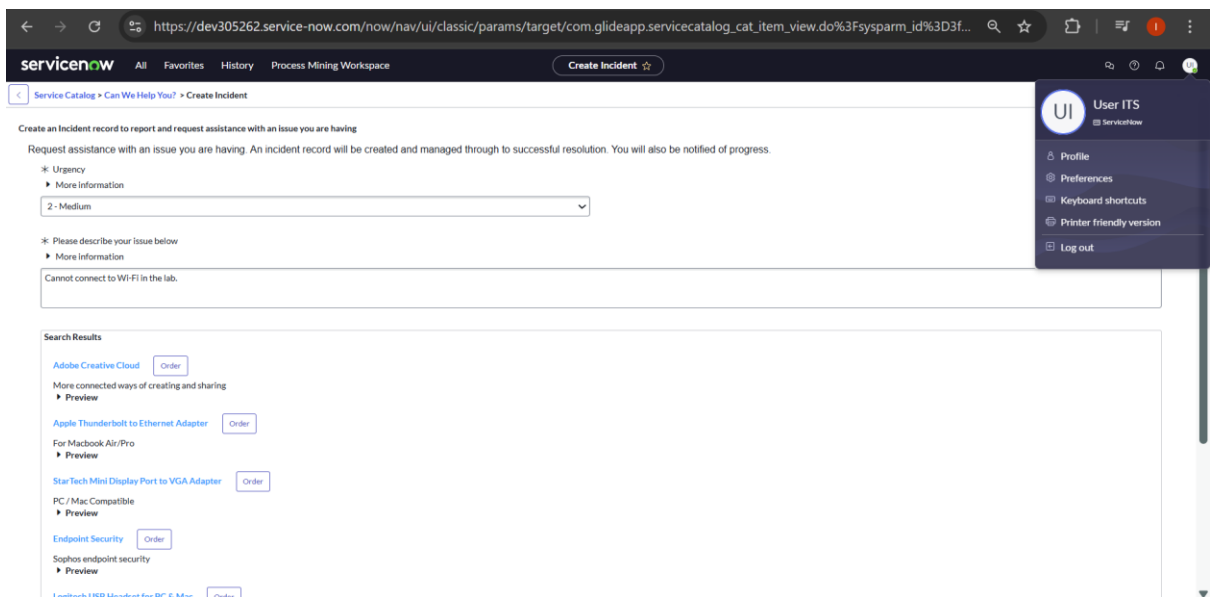 https://dev305262.service-now.com/now/nav/ui/classic/params/target/com.glideapp.servicecatalog_cat_item_view.do%3Fsysparm_id%3D3f...
I
servicenow All Favorites History Process Mining Workspace Create Incident UI
Service Catalog > Can We Help You? > Create Incident
UI
User ITS
ServiceNow
Profile
Preferences
Keyboard shortcuts
Printer friendly version
Log out
Create an Incident record to report and request assistance with an issue you are having
Request assistance with an issue you are having. An incident record will be created and managed through to successful resolution. You will also be notified of progress.
Urgency
More information
2 - Medium
Please describe your issue below
More information
Cannot connect to Wi-Fi in the lab.
Search Results
Adobe Creative Cloud Order
More connected ways of creating and sharing
Preview
Apple Thunderbolt to Ethernet Adapter Order
For Macbook Air/Pro
Preview
StarTech Mini Display Port to VGA Adapter Order
PC / Mac Compatible
Preview
Endpoint Security Order
Sophos endpoint security
Preview
Logitech USB Headset for PC & Mac Order